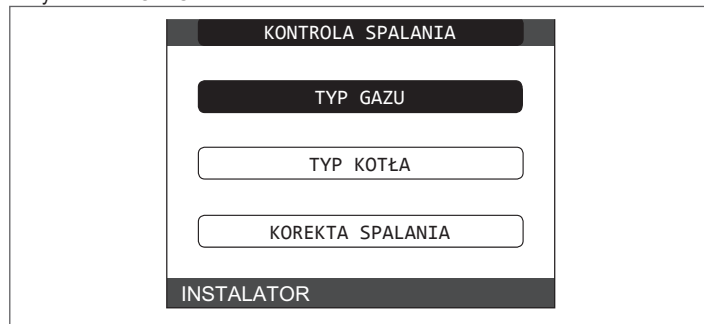 KONTROLA SPALANIA
TYP GAZU
TYP KOTŁA
KOREKTA SPALANIA
INSTALATOR